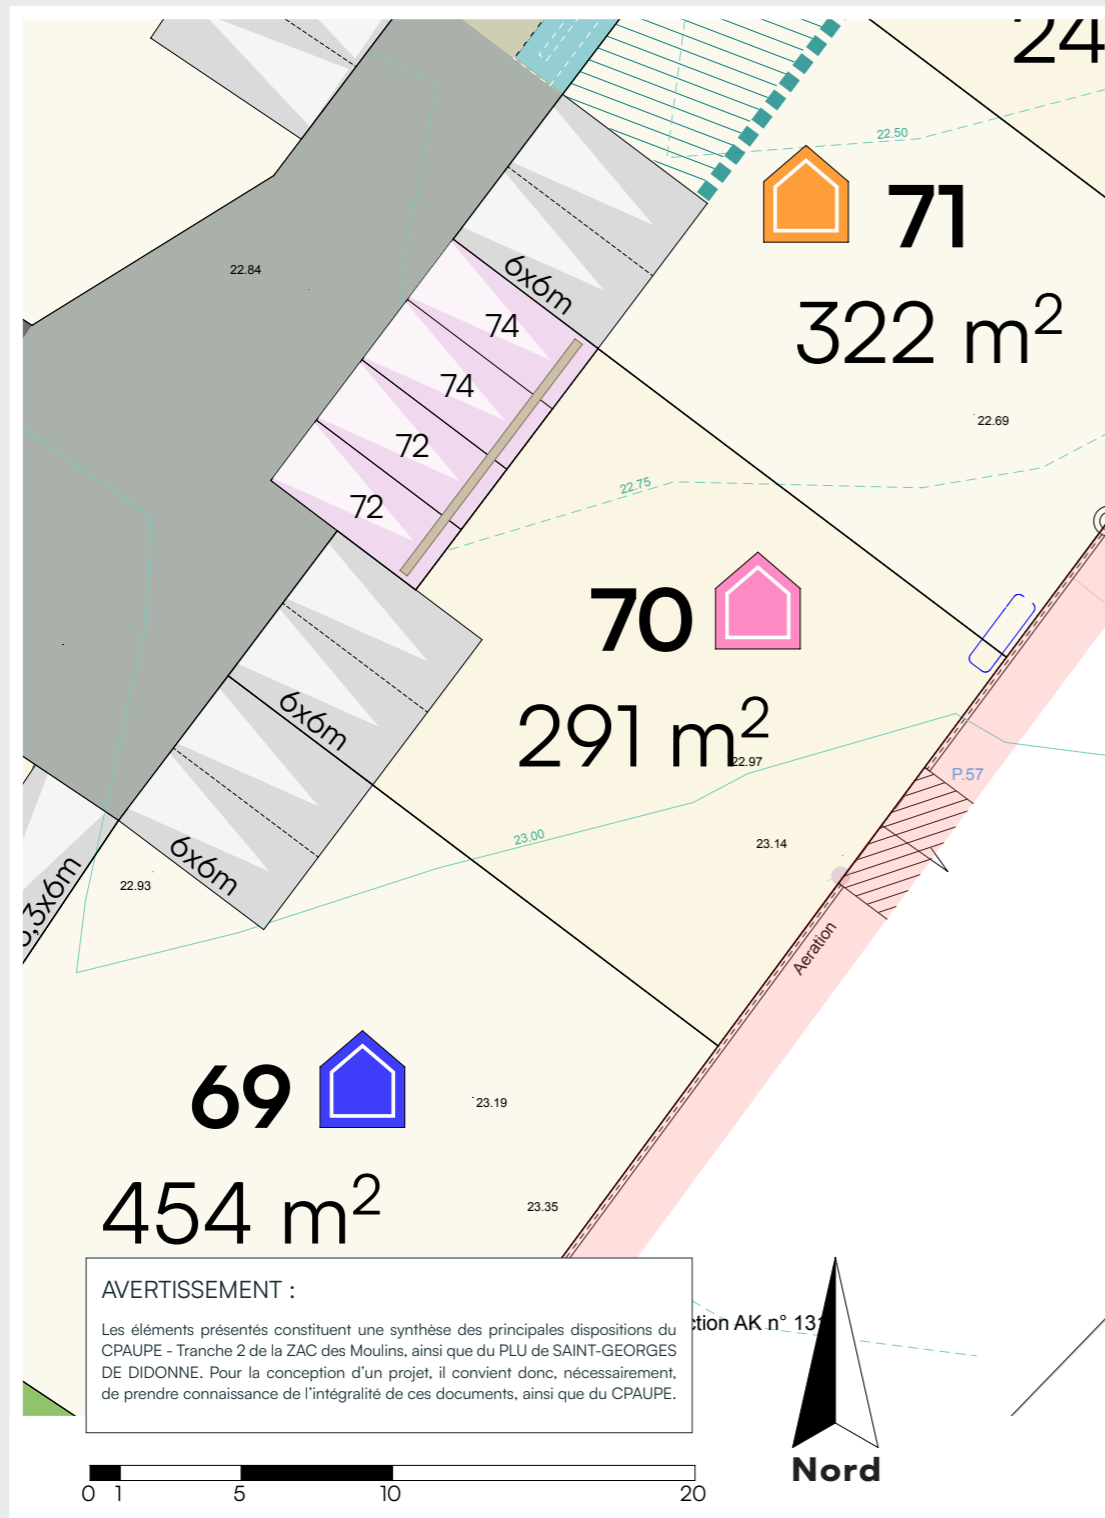 24
22.50
71
322 m²
22.84
6x6m
74
74
72
72
22.69
22.75
70
291 m²
22.97
P.57
6x6m
23.00
23.14
6x6m
22.93
,3x6m
Aeration
69
23.19
454 m²
23.35
AVERTISSEMENT :
Les éléments présentés constituent une synthèse des principales dispositions du
CPAUPE - Tranche 2 de la ZAC des Moulins, ainsi que du PLU de SAINT-GEORGES
DE DIDONNE. Pour la conception d'un projet, il convient donc, nécessairement,
de prendre connaissance de l'intégralité de ces documents, ainsi que du CPAUPE.
ction AK n° 131
Nord
0 1 5 10 20